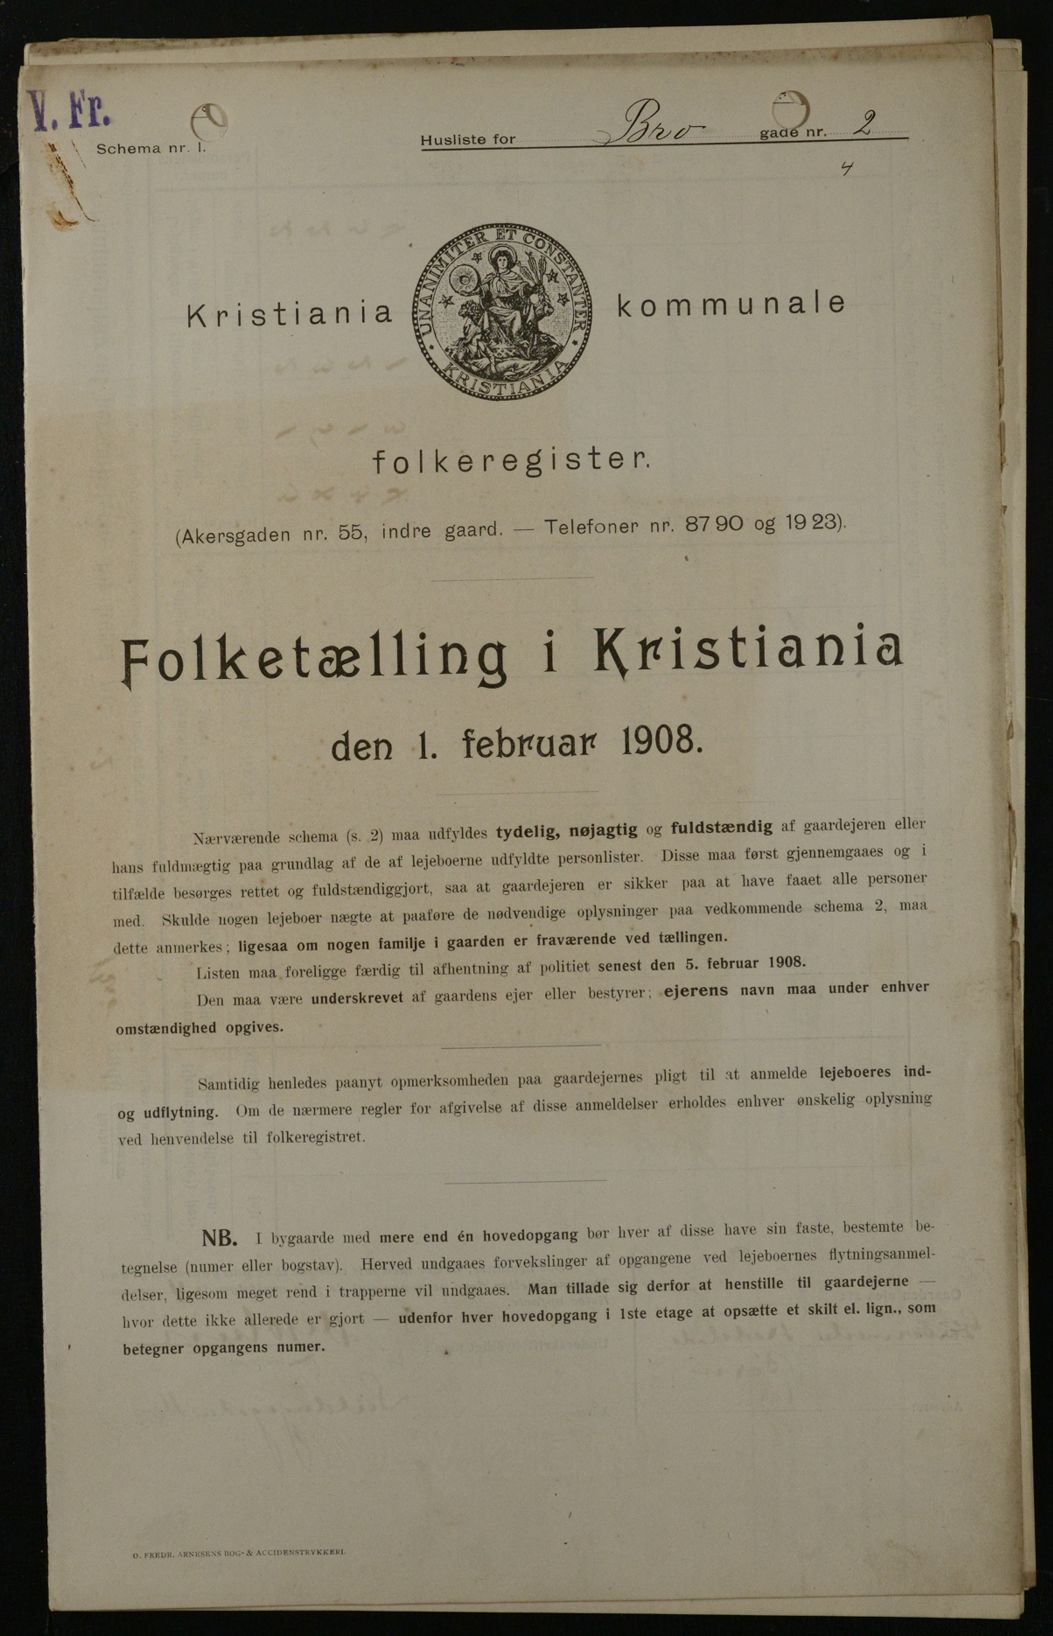 V. Fr.
Schema nr. 1.
Husliste for Bro gade nr. 2
4
Kristiania kommunale
UNANIMITER ET CONSTANTER
KRISTIANIA
folkeregister.
(Akersgaden nr. 55, indre gaard. — Telefoner nr. 8790 og 1923).
Folketælling i Kristiania
den 1. februar 1908.
Nærværende schema (s. 2) maa udfyldes tydelig, nøjagtig og fuldstændig af gaardejeren eller
hans fuldmægtig paa grundlag af de af lejeboerne udfyldte personlister. Disse maa først gjennemgaaes og i
tilfælde besørges rettet og fuldstændiggjort, saa at gaardejeren er sikker paa at have faaet alle personer
med. Skulde nogen lejeboer nægte at paaføre de nødvendige oplysninger paa vedkommende schema 2, maa
dette anmerkes; ligesaa om nogen familje i gaarden er fraværende ved tællingen.
Listen maa foreligge færdig til afhentning af politiet senest den 5. februar 1908.
Den maa være underskrevet af gaardens ejer eller bestyrer; ejerens navn maa under enhver
omstændighed opgives.
Samtidig henledes paanyt opmerksomheden paa gaardejernes pligt til at anmelde lejeboeres ind-
og udflytning. Om de nærmere regler for afgivelse af disse anmeldelser erholdes enhver ønskelig oplysning
ved henvendelse til folkeregistret.
NB. I bygaarde med mere end én hovedopgang bør hver af disse have sin faste, bestemte be-
tegnelse (numer eller bogstav). Herved undgaaes forvekslinger af opgangene ved lejeboernes flytningsanmel-
delser, ligesom meget rend i trapperne vil undgaaes. Man tillade sig derfor at henstille til gaardejerne —
hvor dette ikke allerede er gjort — udenfor hver hovedopgang i 1ste etage at opsætte et skilt el. lign., som
betegner opgangens numer.
O. FREDR. ARNESENS BOG- & ACCIDENSTRYKKERI.